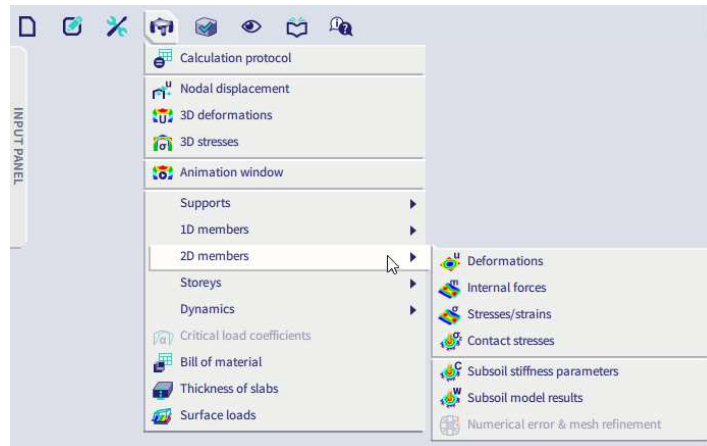 INPUT PANEL
Calculation protocol
Nodal displacement
3D deformations
3D stresses
Animation window
Supports
1D members
2D members
Storeys
Dynamics
Critical load coefficients
Bill of material
Thickness of slabs
Surface loads
Deformations
Internal forces
Stresses/strains
Contact stresses
Subsoil stiffness parameters
Subsoil model results
Numerical error & mesh refinement